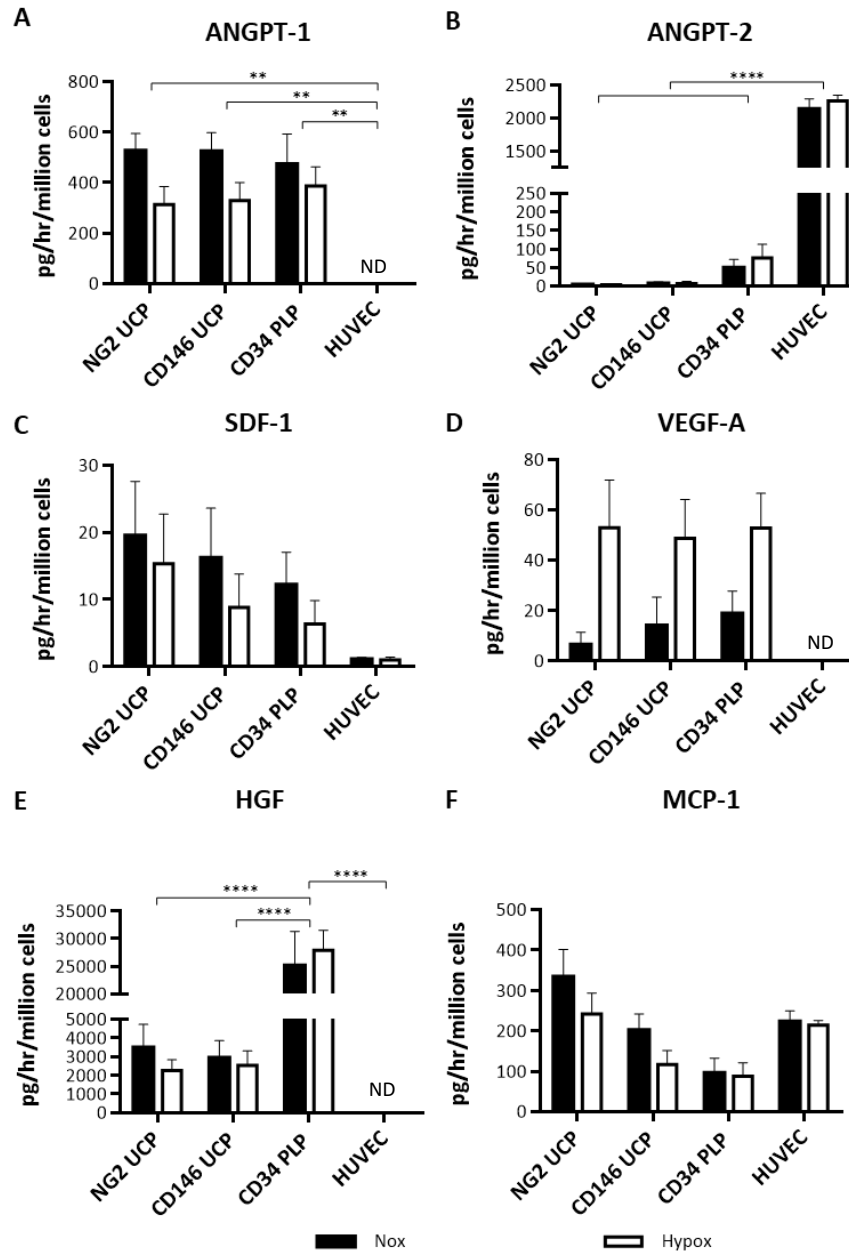 A
ANGPT-1
pg/hr/million cells
800
600
400
200
0
**
**
**
ND
NG2 UCP
CD146 UCP
CD34 PLP
HUVEC
B
ANGPT-2
pg/hr/million cells
2500
2000
1500
250
200
150
100
50
0
****
NG2 UCP
CD146 UCP
CD34 PLP
HUVEC
C
SDF-1
pg/hr/million cells
30
20
10
0
NG2 UCP
CD146 UCP
CD34 PLP
HUVEC
D
VEGF-A
pg/hr/million cells
80
60
40
20
0
ND
NG2 UCP
CD146 UCP
CD34 PLP
HUVEC
E
HGF
pg/hr/million cells
35000
30000
25000
20000
5000
4000
3000
2000
1000
0
****
****
****
ND
NG2 UCP
CD146 UCP
CD34 PLP
HUVEC
F
MCP-1
pg/hr/million cells
500
400
300
200
100
0
NG2 UCP
CD146 UCP
CD34 PLP
HUVEC
Nox
Hypox